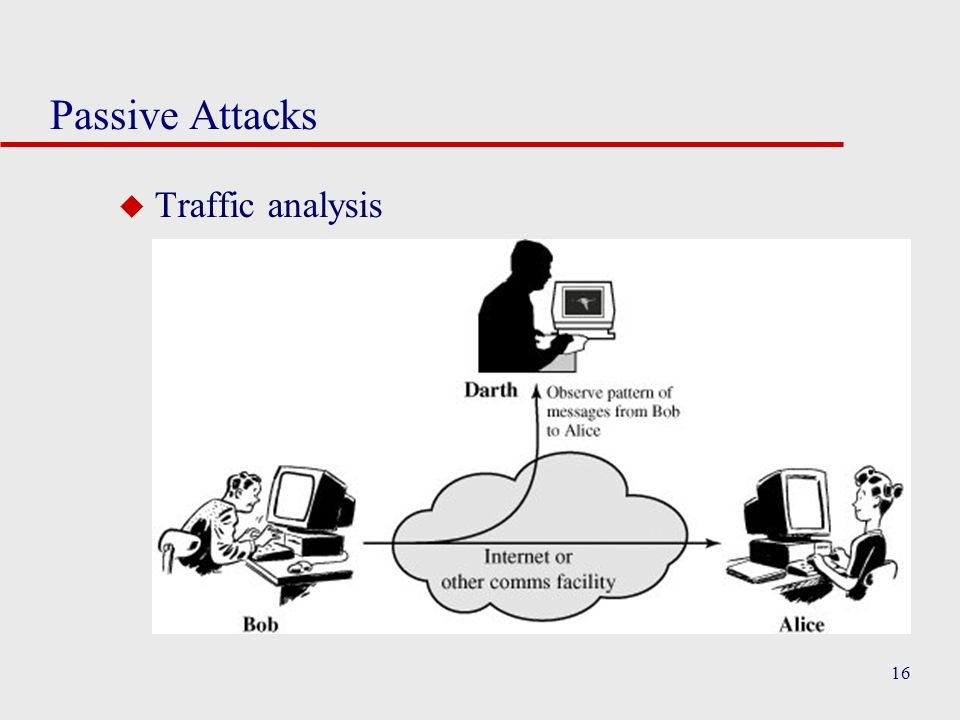 Passive Attacks
Traffic analysis
Darth
Observe pattern of
messages from Bob
to Alice
Internet or
other comms facility
Bob
Alice
16